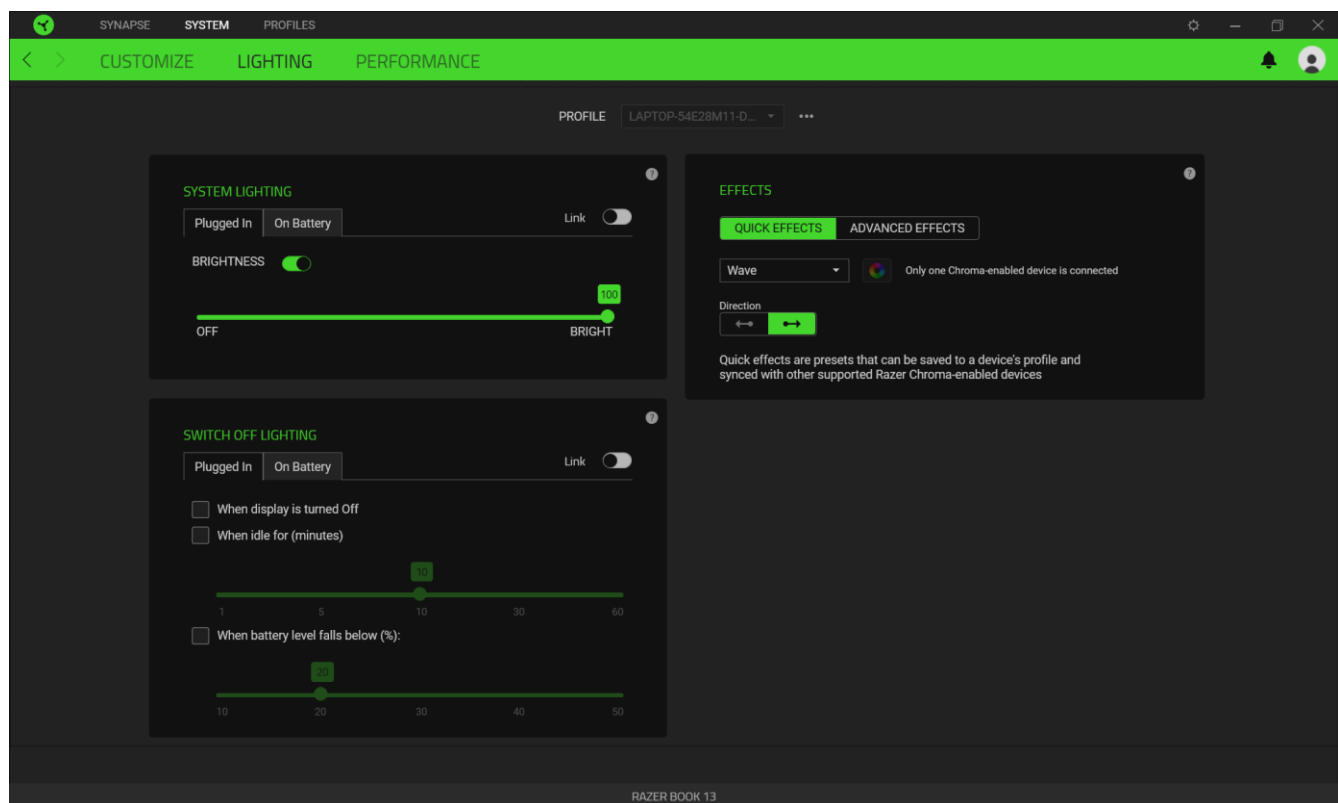 SYNAPSE SYSTEM PROFILES
CUSTOMIZE LIGHTING PERFORMANCE
PROFILE LAPTOP-54E28M11-D...
SYSTEM LIGHTING
Plugged In On Battery Link
BRIGHTNESS
100
OFF BRIGHT
SWITCH OFF LIGHTING
Plugged In On Battery Link
When display is turned Off
When idle for (minutes)
10
1 5 10 30 60
When battery level falls below (%):
20
10 20 30 40 50
EFFECTS
QUICK EFFECTS ADVANCED EFFECTS
Wave Only one Chroma-enabled device is connected
Direction
Quick effects are presets that can be saved to a device's profile and
synced with other supported Razer Chroma-enabled devices
RAZER BOOK 13